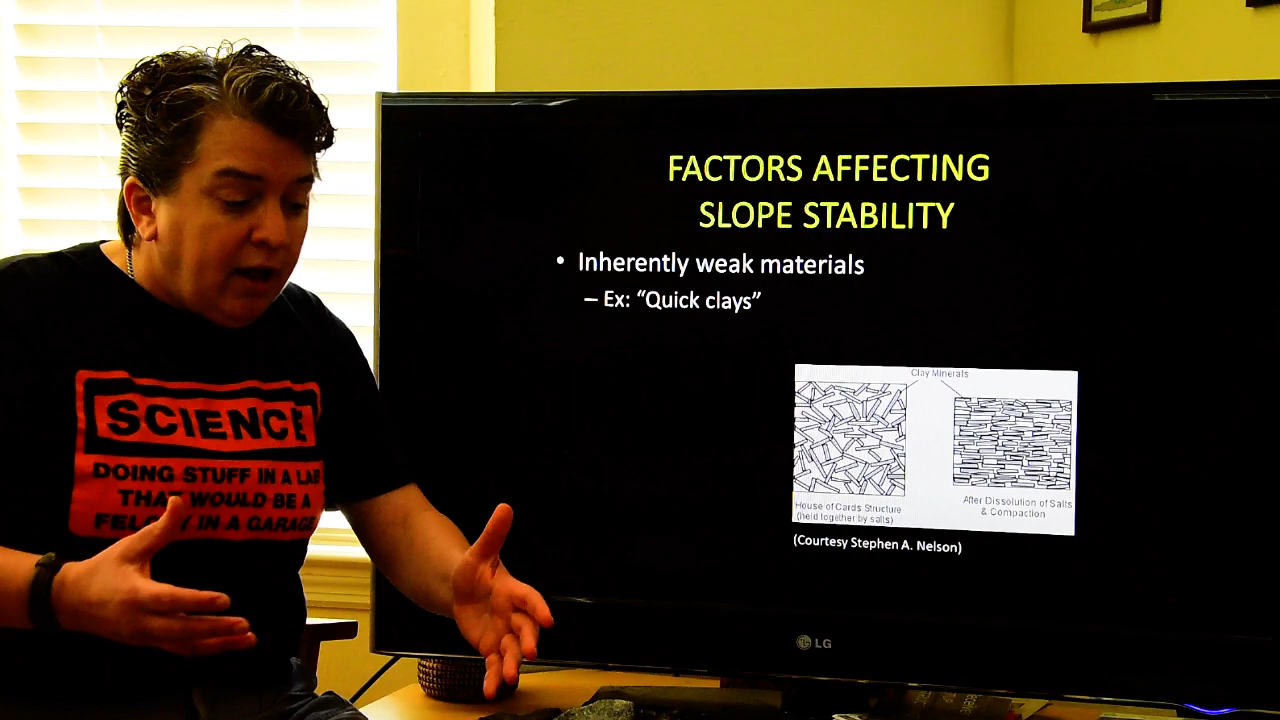 FACTORS AFFECTING
SLOPE STABILITY
• Inherently weak materials
– Ex: “Quick clays”
Clay Minerals
House of Cards Structure
(held together by salts)
After Dissolution of Salts
& Compaction
(Courtesy Stephen A. Nelson)
LG
SCIENCE
DOING STUFF IN A LAB
THAT WOULD BE A
FELONY IN A GARAGE